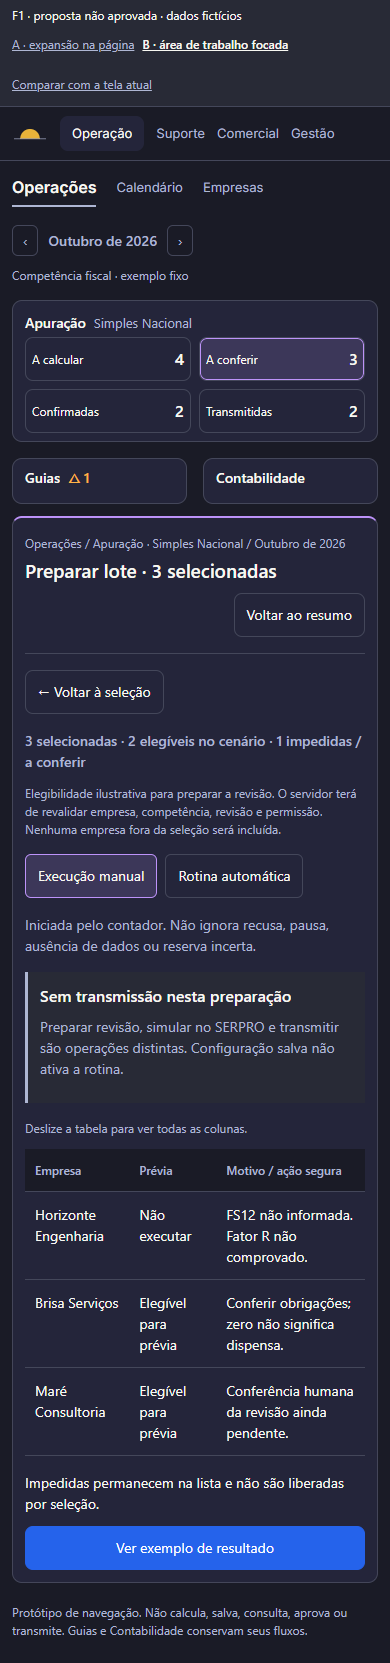 F1 · proposta não aprovada · dados fictícios
A · expansão na página B · área de trabalho focada
Comparar com a tela atual
Operação Suporte Comercial Gestão
Operações Calendário Empresas
‹ Outubro de 2026 ›
Competência fiscal · exemplo fixo
Apuração Simples Nacional
A calcular 4 A conferir 3
Confirmadas 2 Transmitidas 2
Guias △ 1 Contabilidade
Operações / Apuração · Simples Nacional / Outubro de 2026
Preparar lote · 3 selecionadas
Voltar ao resumo
← Voltar à seleção
3 selecionadas · 2 elegíveis no cenário · 1 impedidas /
a conferir
Elegibilidade ilustrativa para preparar a revisão. O servidor terá
de revalidar empresa, competência, revisão e permissão.
Nenhuma empresa fora da seleção será incluída.
Execução manual Rotina automática
Iniciada pelo contador. Não ignora recusa, pausa,
ausência de dados ou reserva incerta.
Sem transmissão nesta preparação
Preparar revisão, simular no SERPRO e transmitir
são operações distintas. Configuração salva não
ativa a rotina.
Deslize a tabela para ver todas as colunas.
Empresa Prévia Motivo / ação segura
Horizonte Não FS12 não informada.
Engenharia executar Fator R não
comprovado.
Brisa Serviços Elegível Conferir obrigações;
para zero não significa
prévia dispensa.
Maré Elegível Conferência humana
Consultoria para da revisão ainda
prévia pendente.
Impedidas permanecem na lista e não são liberadas
por seleção.
Ver exemplo de resultado
Protótipo de navegação. Não calcula, salva, consulta, aprova ou
transmite. Guias e Contabilidade conservam seus fluxos.